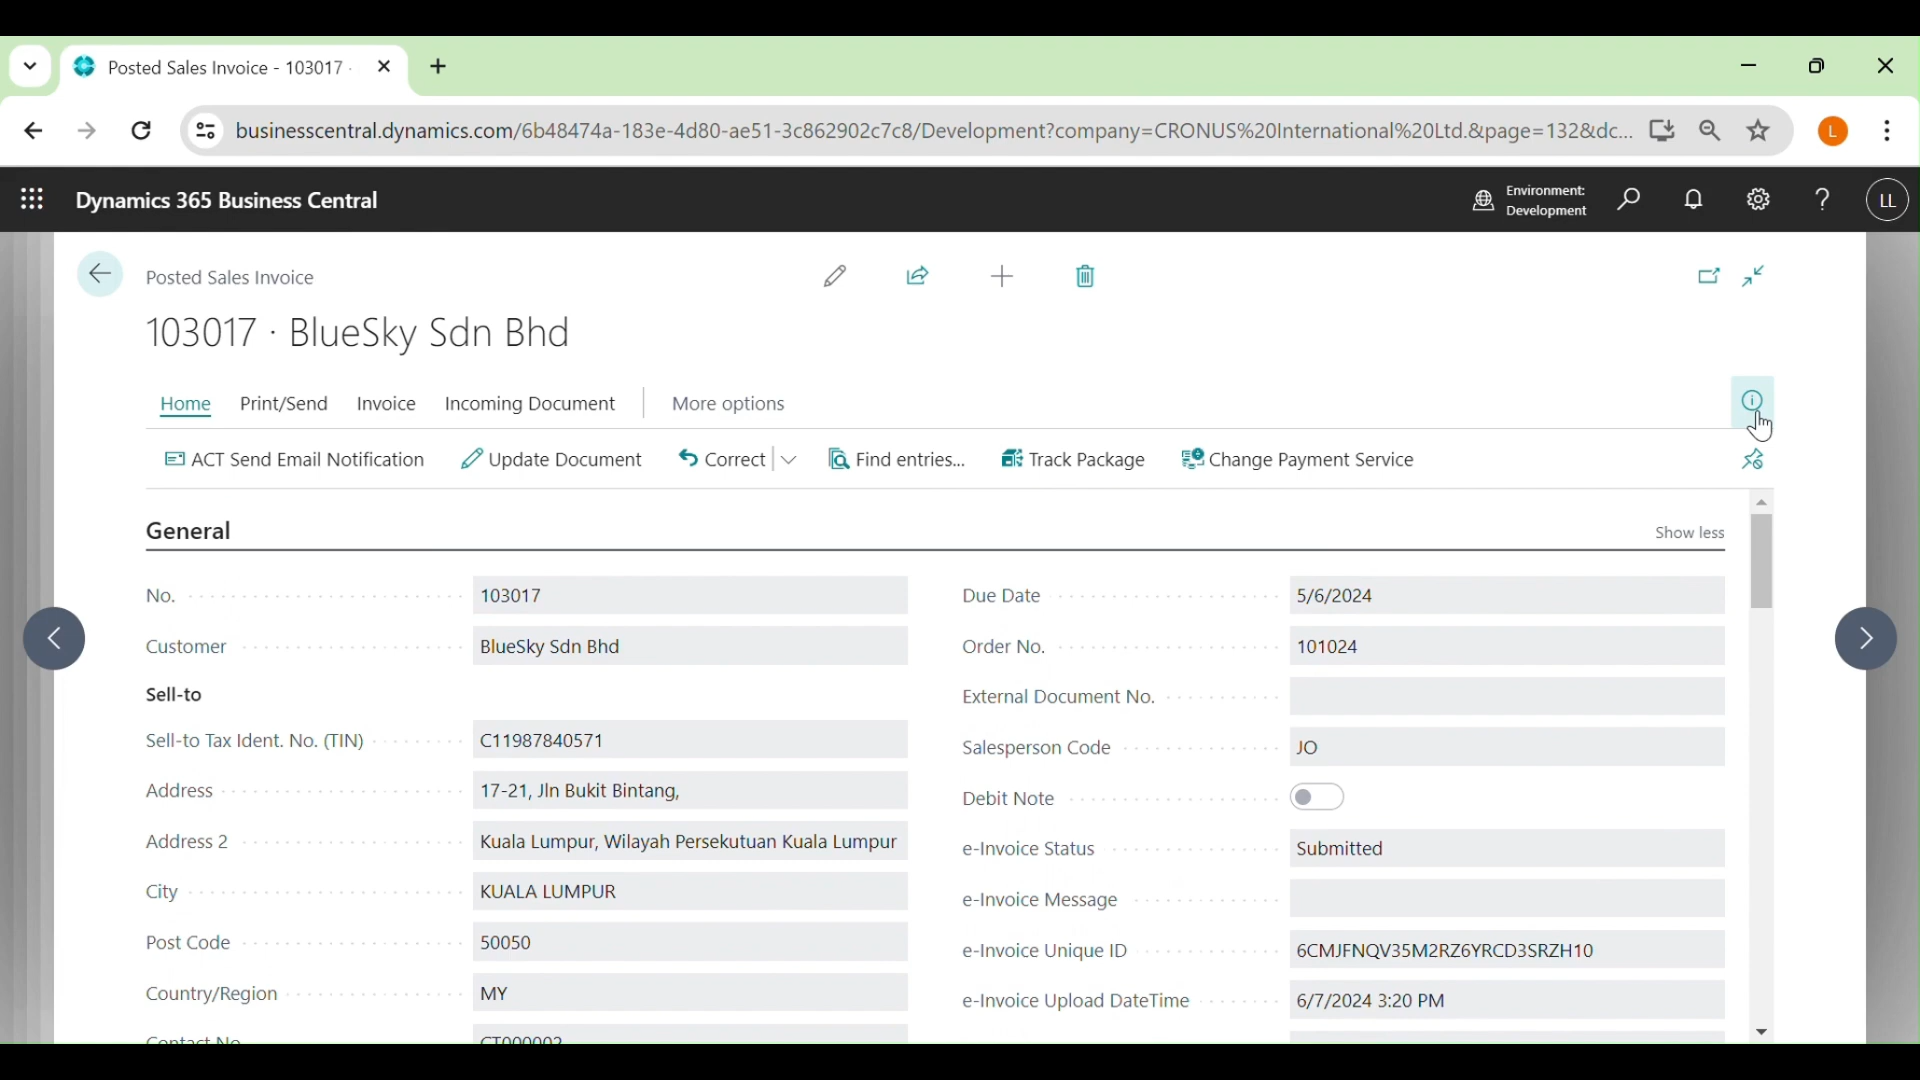 Posted Sales Invoice - 103017 ·
businesscentral.dynamics.com/6b48474a-183e-4d80-ae51-3c862902c7c8/Development?company=CRONUS%20International%20Ltd.&page=132&dc...
L
Dynamics 365 Business Central
Environment:
Development
LL
Posted Sales Invoice
103017 · BlueSky Sdn Bhd
Home Print/Send Invoice Incoming Document More options
ACT Send Email Notification Update Document Correct Find entries... Track Package Change Payment Service
General Show less
No. 103017
Customer BlueSky Sdn Bhd
Sell-to
Sell-to Tax Ident. No. (TIN) C11987840571
Address 17-21, Jln Bukit Bintang,
Address 2 Kuala Lumpur, Wilayah Persekutuan Kuala Lumpur
City KUALA LUMPUR
Post Code 50050
Country/Region MY
Contact No. CT000002
Due Date 5/6/2024
Order No. 101024
External Document No.
Salesperson Code JO
Debit Note
e-Invoice Status Submitted
e-Invoice Message
e-Invoice Unique ID 6CMJFNQV35M2RZ6YRCD3SRZH10
e-Invoice Upload DateTime 6/7/2024 3:20 PM